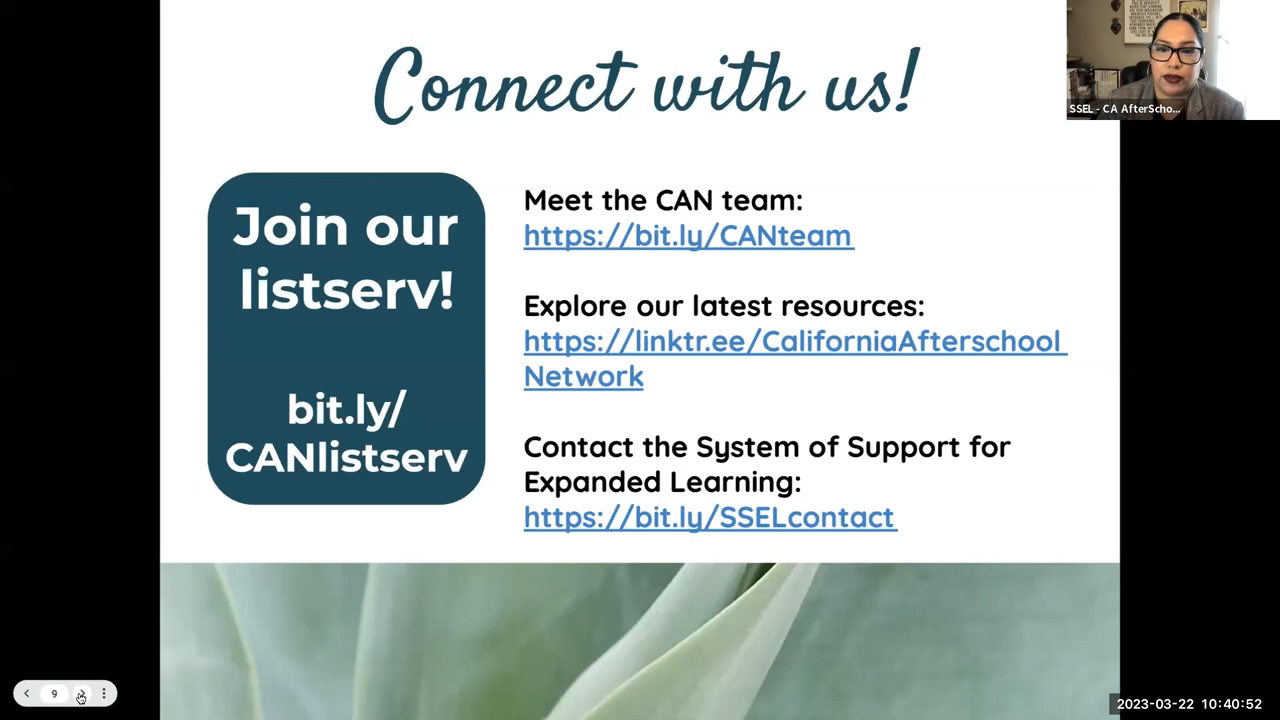 Connect with us!
SSEL - CA AfterScho...
Join our
listserv!
bit.ly/
CANlistserv
Meet the CAN team:
https://bit.ly/CANteam
Explore our latest resources:
https://linktr.ee/CaliforniaAfterschool
Network
Contact the System of Support for
Expanded Learning:
https://bit.ly/SSELcontact
9
2023-03-22 10:40:52